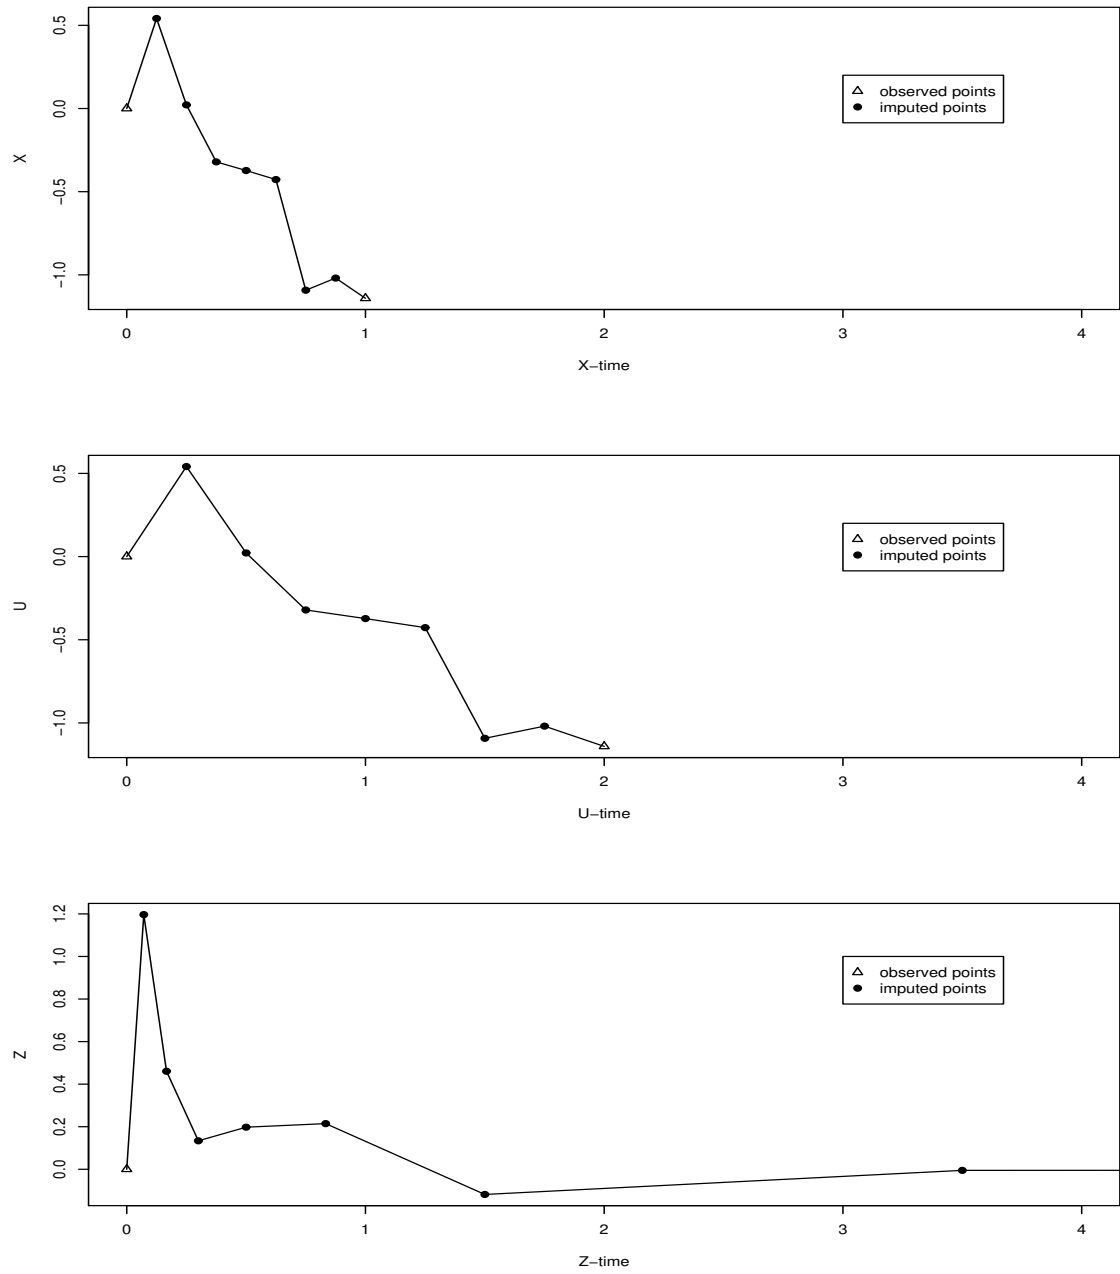 X
0.5
0.0
−0.5
−1.0
△ observed points
● imputed points
0 1 2 3 4
X−time
U
0.5
0.0
−0.5
−1.0
△ observed points
● imputed points
0 1 2 3 4
U−time
Z
1.2
1.0
0.8
0.6
0.4
0.2
0.0
△ observed points
● imputed points
0 1 2 3 4
Z−time